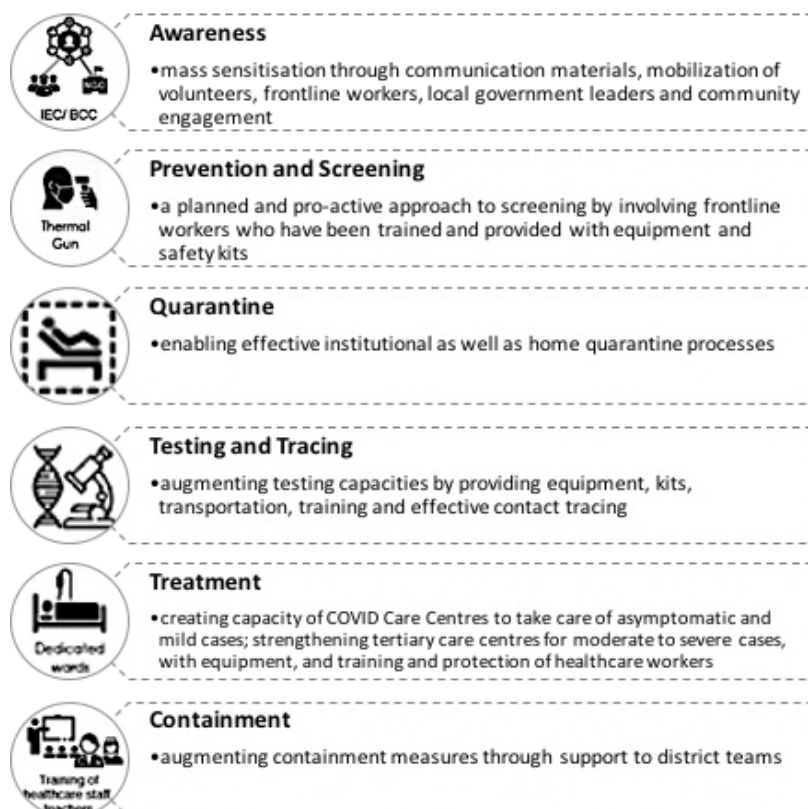 Awareness
•mass sensitisation through communication materials, mobilization of
volunteers, frontline workers, local government leaders and community
engagement
NGO
IEC/ BCC
Prevention and Screening
•a planned and pro-active approach to screening by involving frontline
workers who have been trained and provided with equipment and
safety kits
Thermal
Gun
Quarantine
•enabling effective institutional as well as home quarantine processes
Testing and Tracing
•augmenting testing capacities by providing equipment, kits,
transportation, training and effective contact tracing
Treatment
•creating capacity of COVID Care Centres to take care of asymptomatic and
mild cases; strengthening tertiary care centres for moderate to severe cases,
with equipment, and training and protection of healthcare workers
Dedicated
words
Containment
•augmenting containment measures through support to district teams
Training of
healthcare staff
teachers